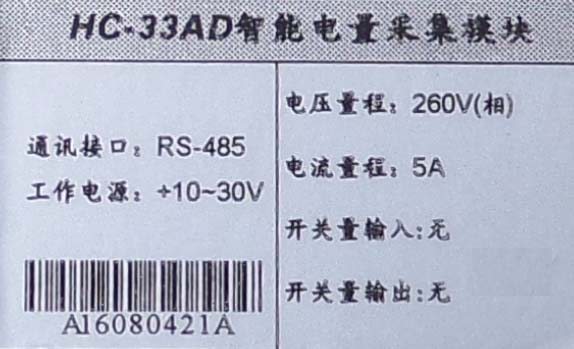 HC-33AD智能电量采集模块
通讯接口：RS-485
工作电源：+10~30V
A16080421A
电压量程：260V(相)
电流量程：5A
开关量输入:无
开关量输出:无